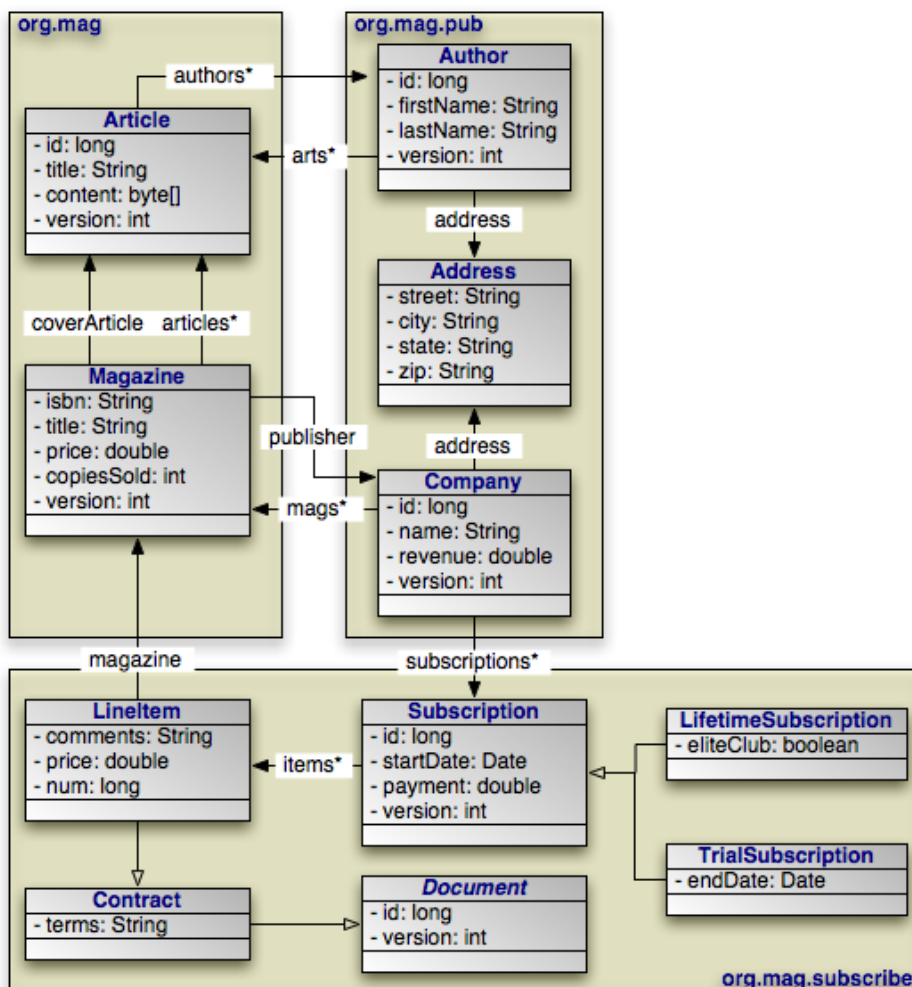 org.mag
org.mag.pub
authors*
Author
- id: long
- firstName: String
- lastName: String
- version: int
Article
- id: long
- title: String
- content: byte[]
- version: int
arts*
address
Address
- street: String
- city: String
- state: String
- zip: String
coverArticle
articles*
Magazine
- isbn: String
- title: String
- price: double
- copiesSold: int
- version: int
publisher
address
Company
- id: long
- name: String
- revenue: double
- version: int
mags*
magazine
subscriptions*
LineItem
- comments: String
- price: double
- num: long
items*
Subscription
- id: long
- startDate: Date
- payment: double
- version: int
LifetimeSubscription
- eliteClub: boolean
TrialSubscription
- endDate: Date
Contract
- terms: String
Document
- id: long
- version: int
org.mag.subscribe